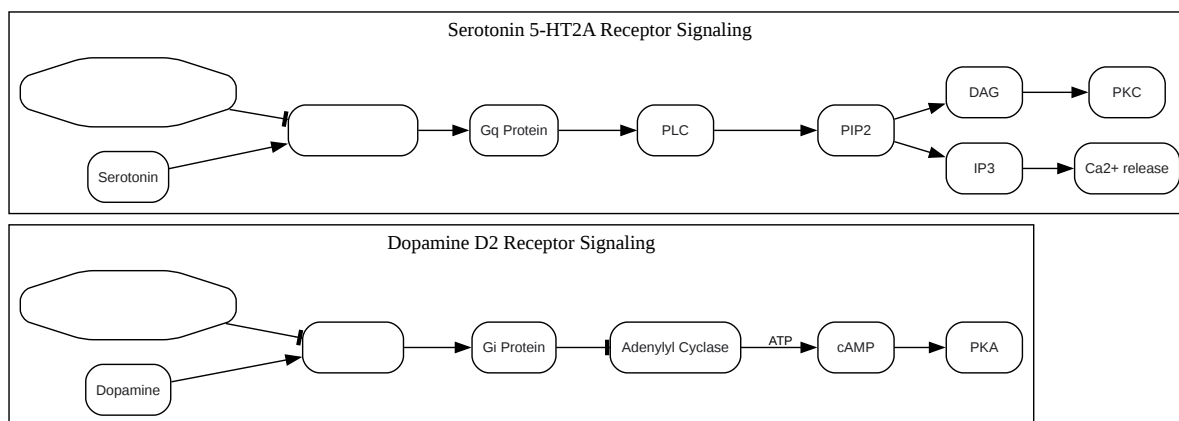 Serotonin 5-HT2A Receptor Signaling
DAG
PKC
Gq Protein
PLC
PIP2
Serotonin
IP3
Ca2+ release
Dopamine D2 Receptor Signaling
Gi Protein
Adenylyl Cyclase
ATP
cAMP
PKA
Dopamine